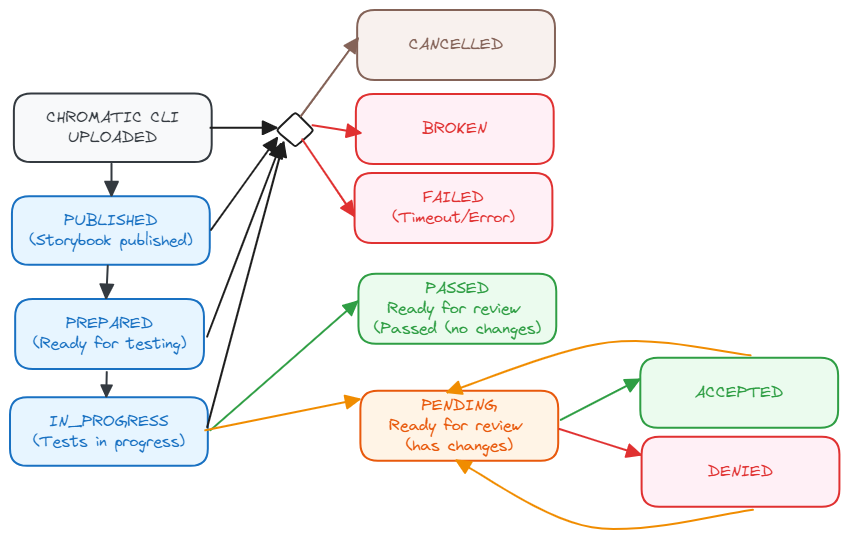 CANCELLED
CHROMATIC CLI
UPLOADED
BROKEN
PUBLISHED
(Storybook published)
FAILED
(Timeout/Error)
PREPARED
(Ready for testing)
PASSED
Ready for review
(Passed (no changes)
IN_PROGRESS
(Tests in progress)
PENDING,
Ready for review
(has changes)
ACCEPTED
DENIED